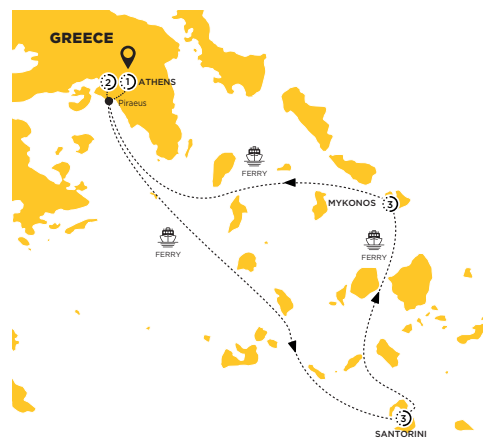 GREECE
2 1 ATHENS
Piraeus
FERRY
MYKONOS 3
FERRY
FERRY
3
SANTORINI